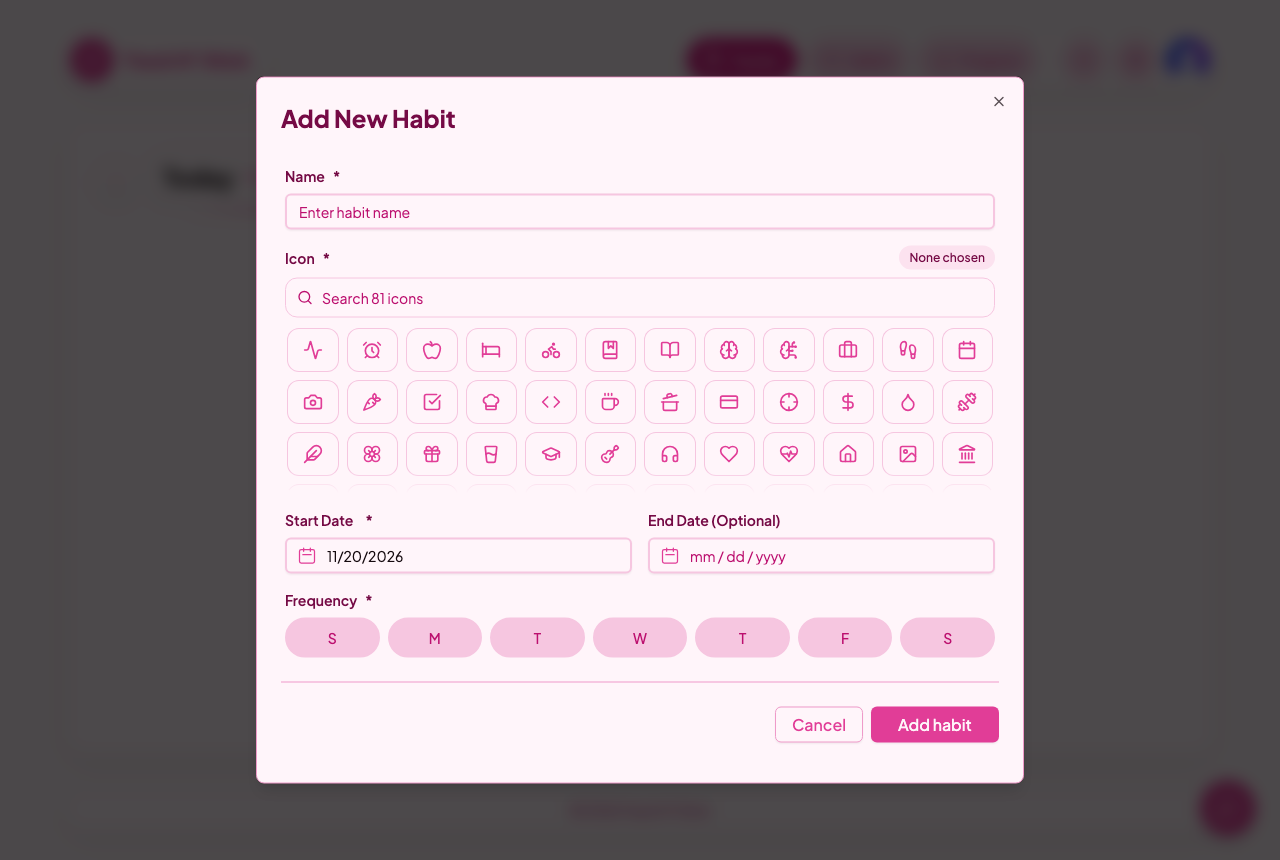 Add New Habit
Name *
Enter habit name
Icon *
None chosen
Search 81 icons
Start Date *
End Date (Optional)
11/20/2026
mm / dd / yyyy
Frequency *
S M T W T F S
Cancel
Add habit
Today